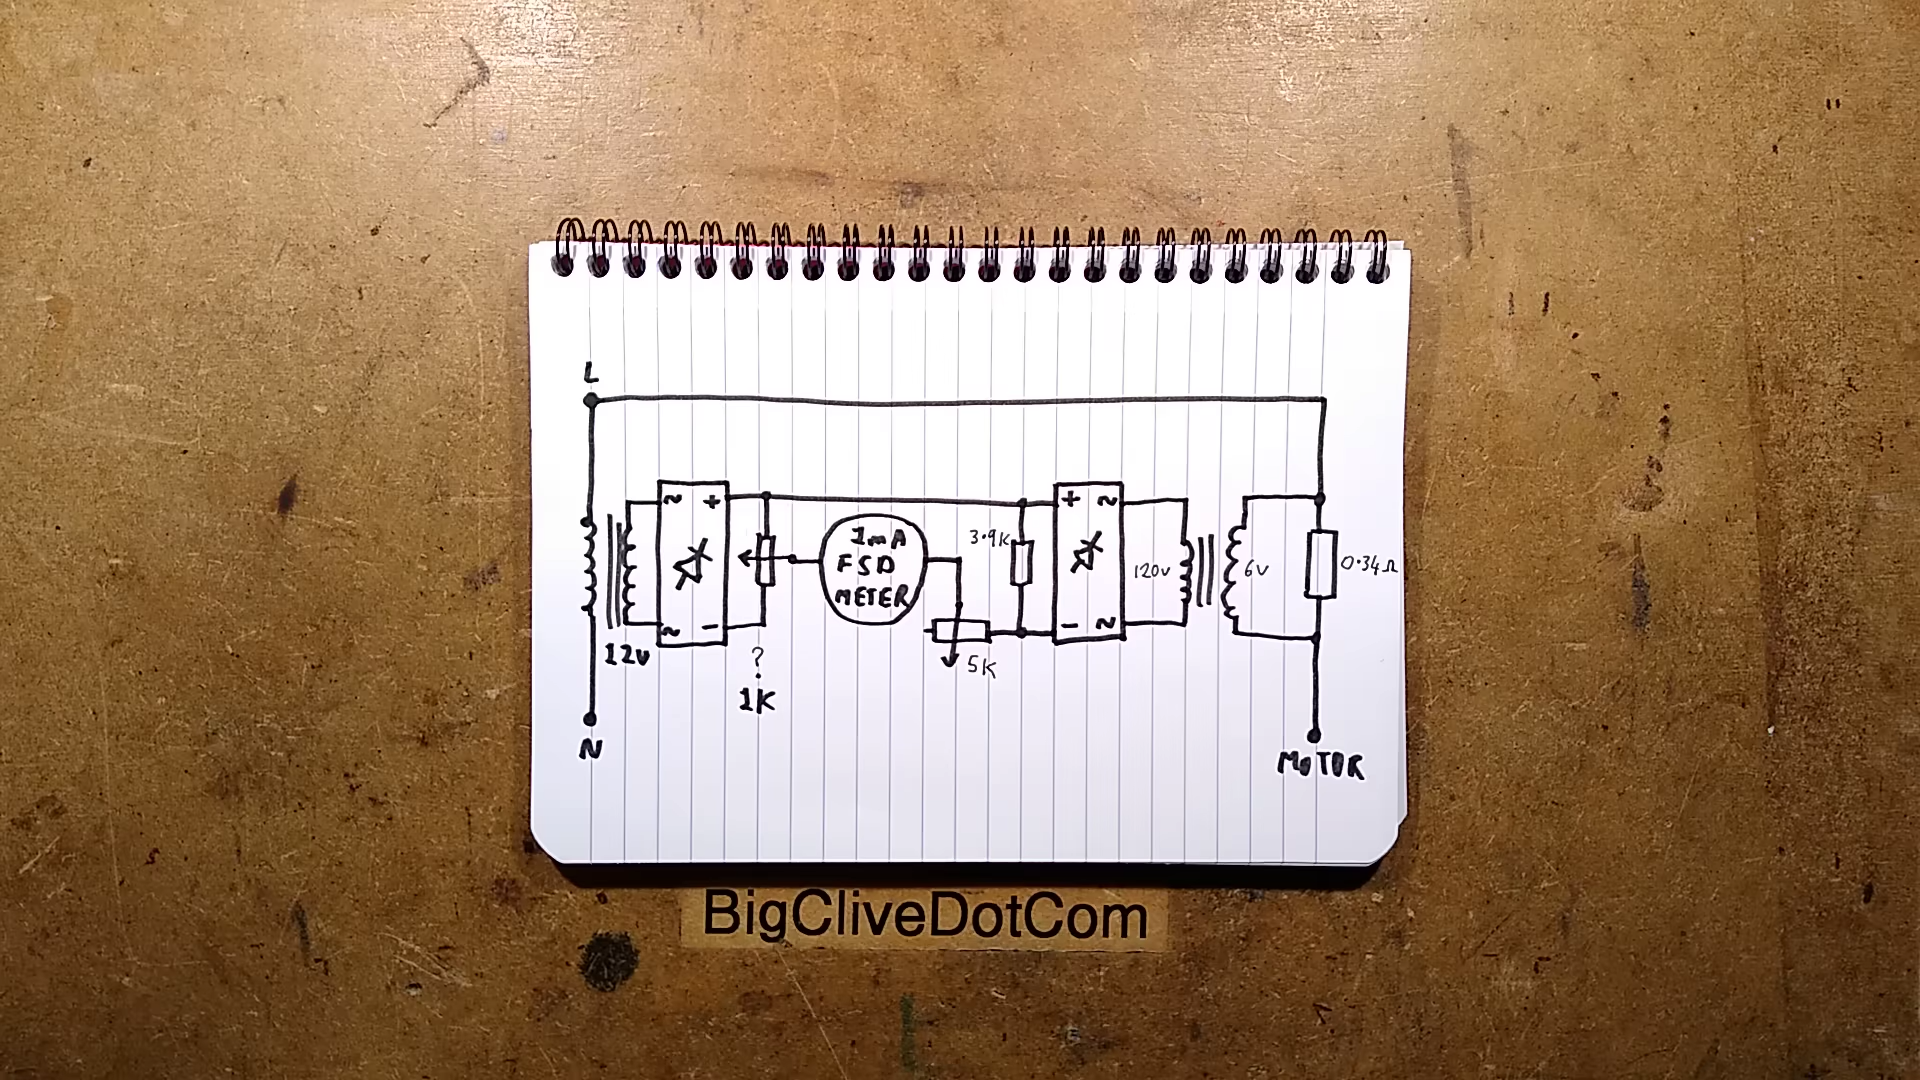 L
~ +
~ -
12V
?
1K
N
1mA
FSD
METER
3.9K
5K
+ ~
- ~
120V
6V
0.34Ω
MOTOR
BigCliveDotCom